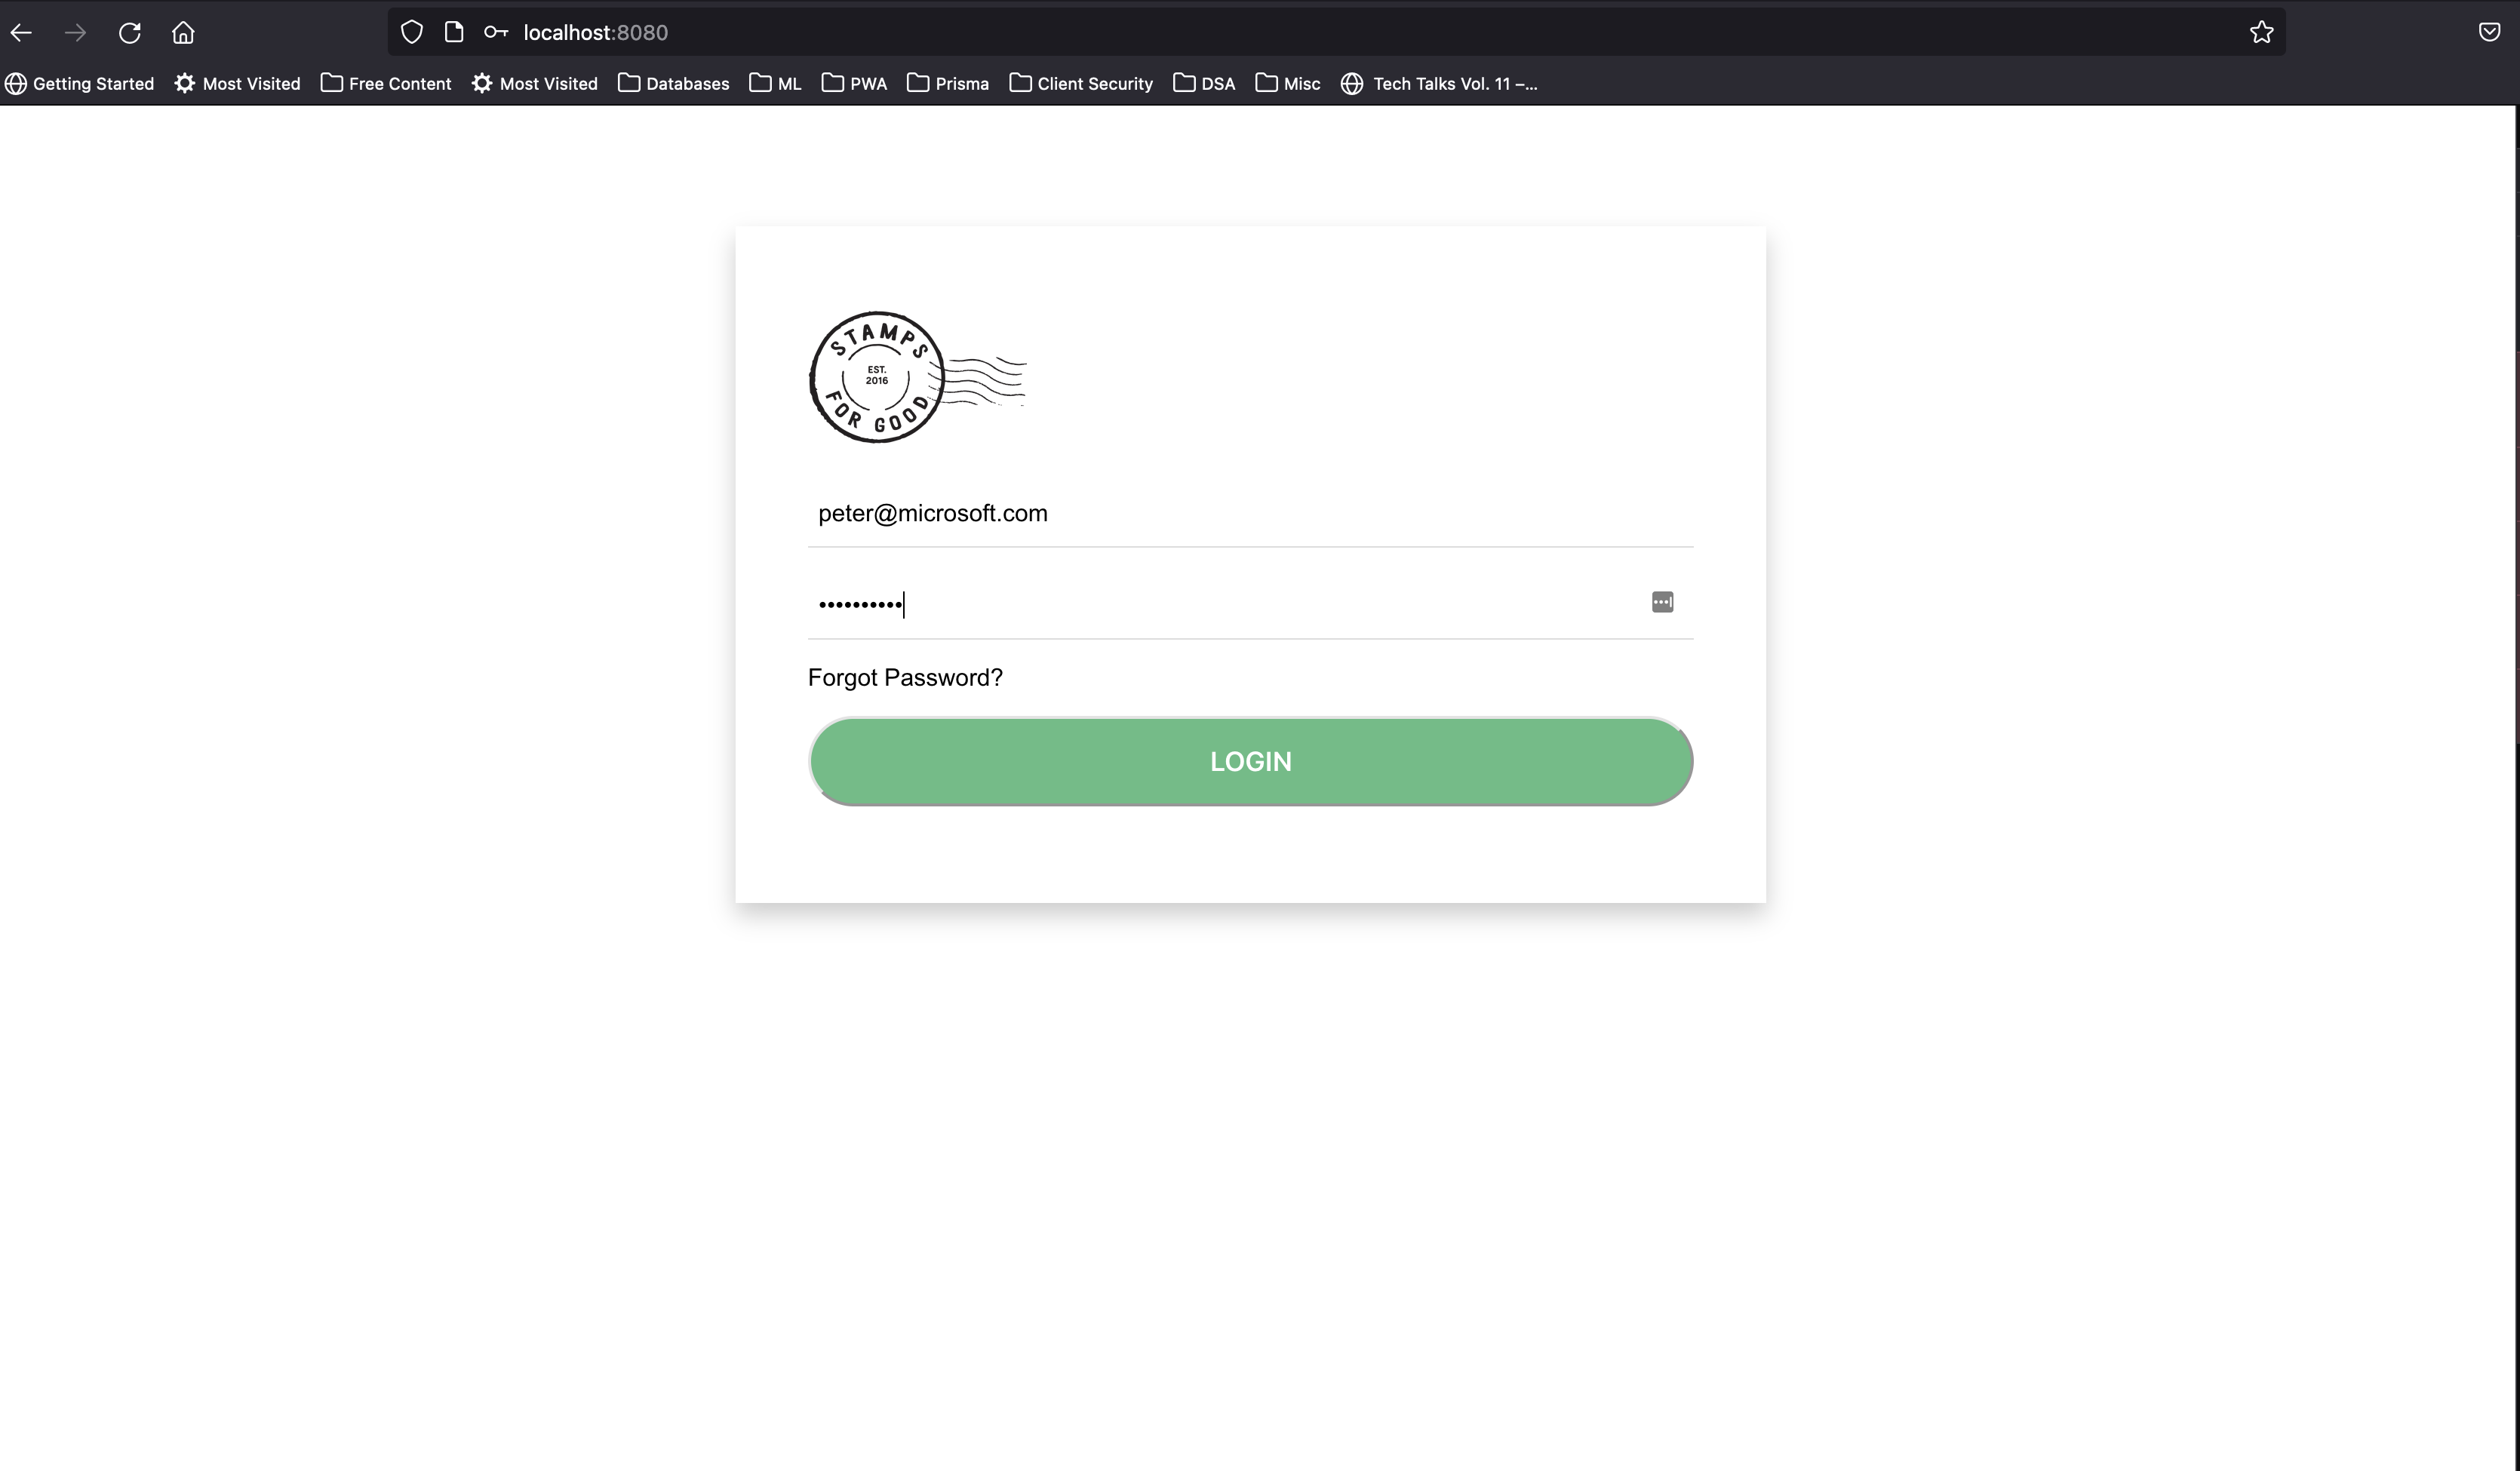 localhost:8080
Getting Started Most Visited Free Content Most Visited Databases ML PWA Prisma Client Security DSA Misc Tech Talks Vol. 11 –...
STAMPS
EST.
2016
FOR GOOD
peter@microsoft.com
••••••••••
Forgot Password?
LOGIN